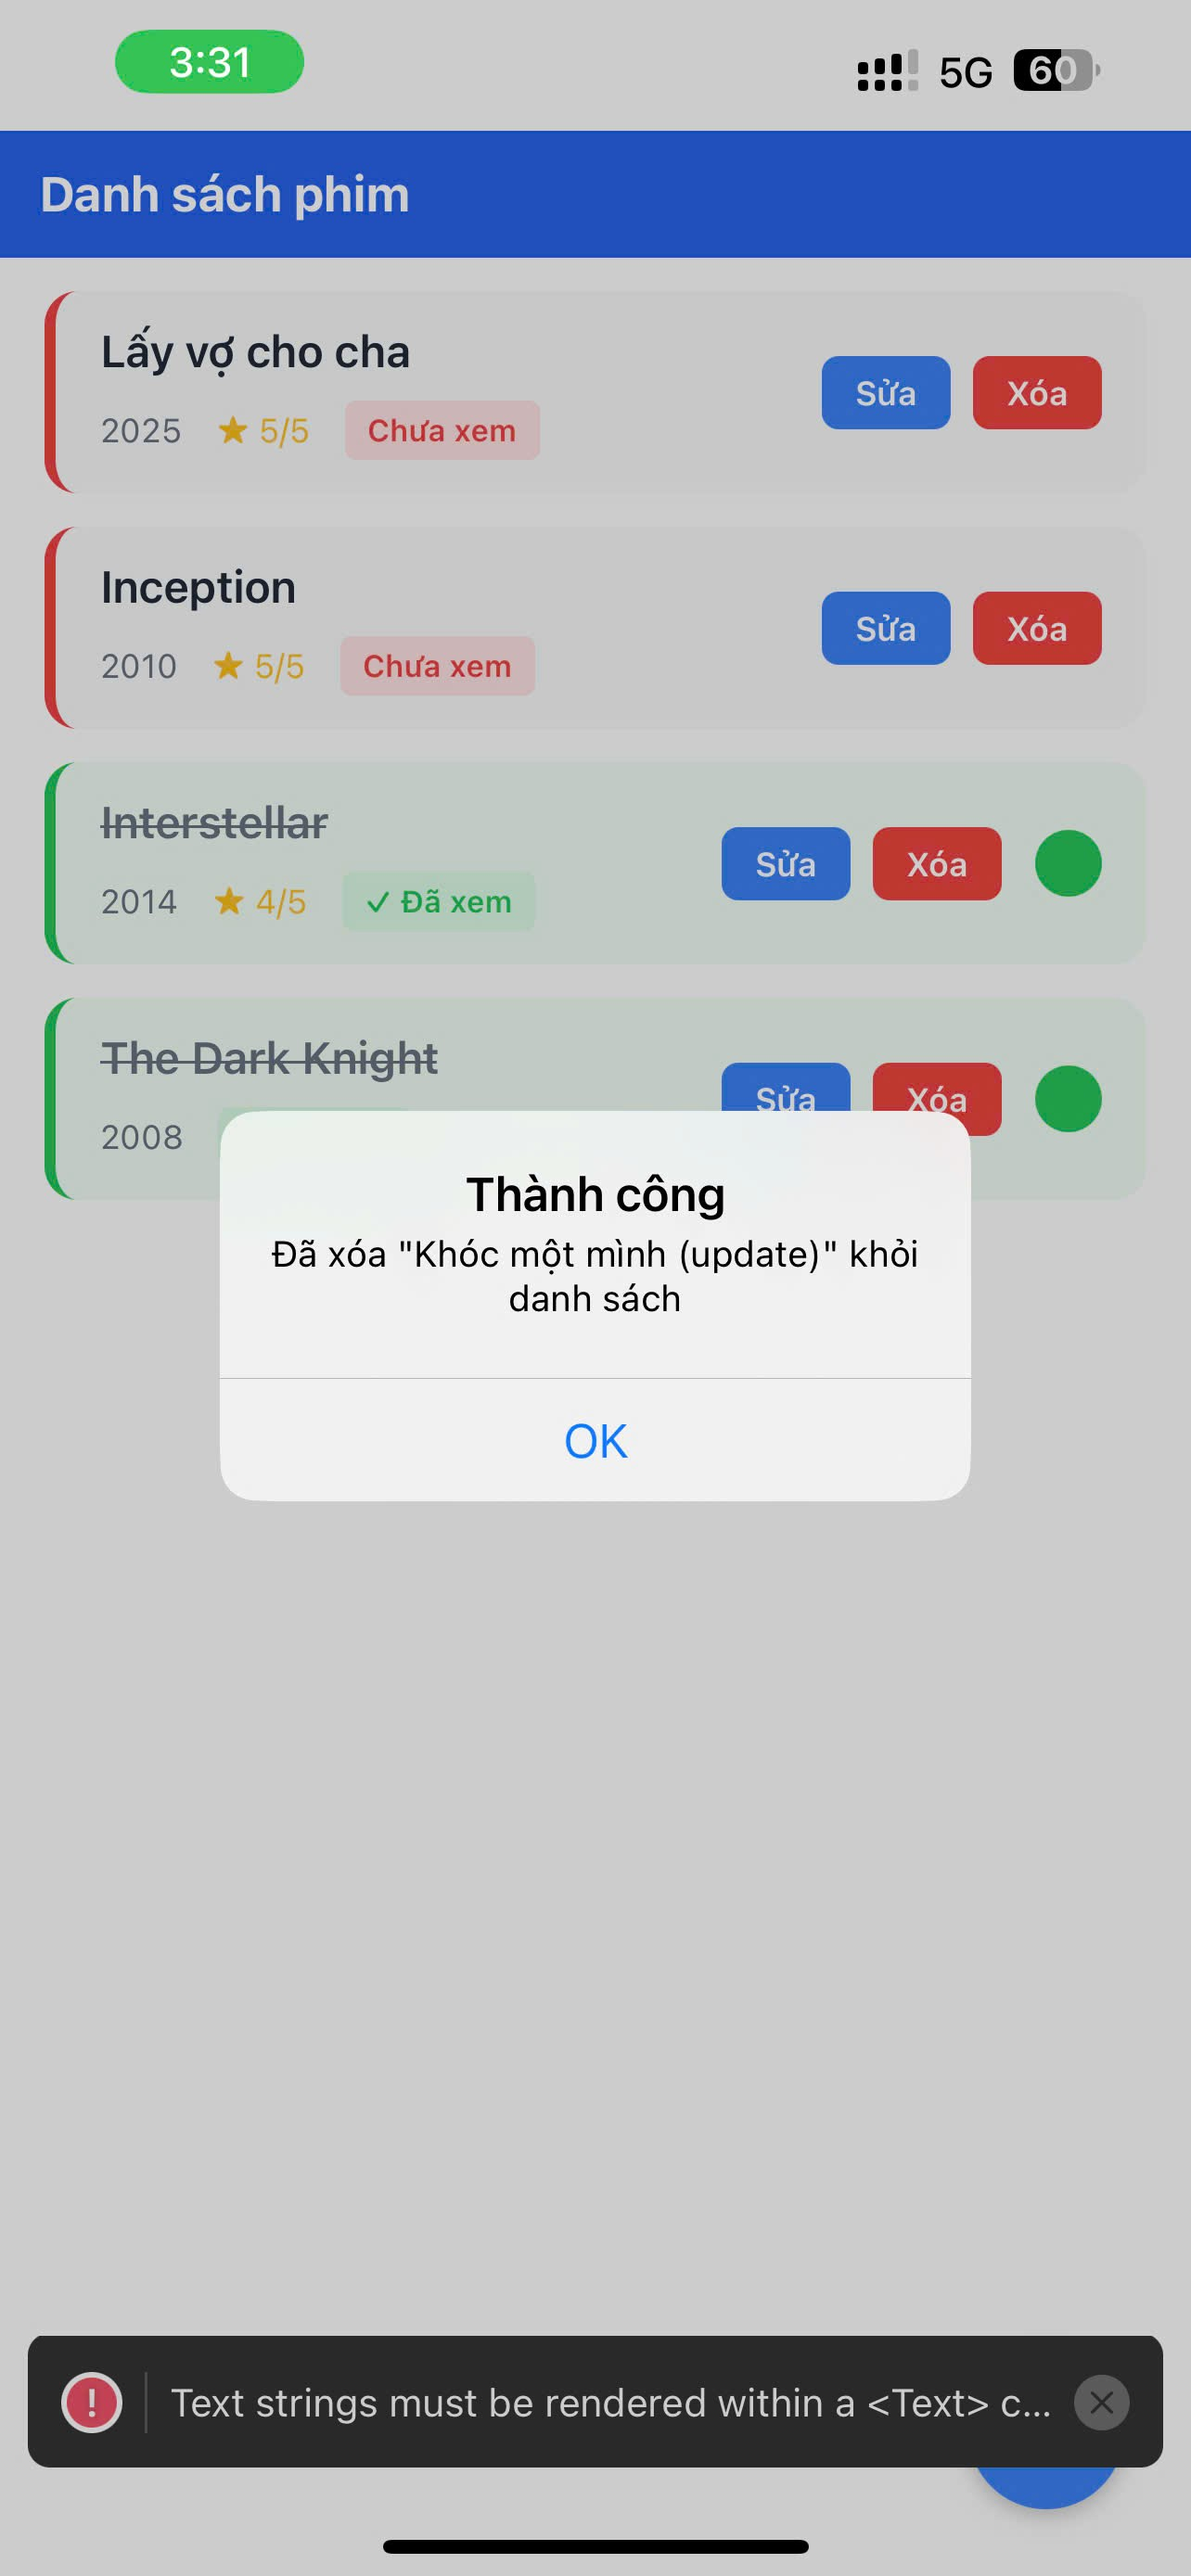 3:31
5G 60
Danh sách phim
Lấy vợ cho cha
Sửa Xóa
2025 ★ 5/5 Chưa xem
Inception
Sửa Xóa
2010 ★ 5/5 Chưa xem
Interstellar
Sửa Xóa
2014 ★ 4/5 ✓ Đã xem
The Dark Knight
Sửa Xóa
2008
Thành công
Đã xóa "Khóc một mình (update)" khỏi
danh sách
OK
! Text strings must be rendered within a <Text> c...